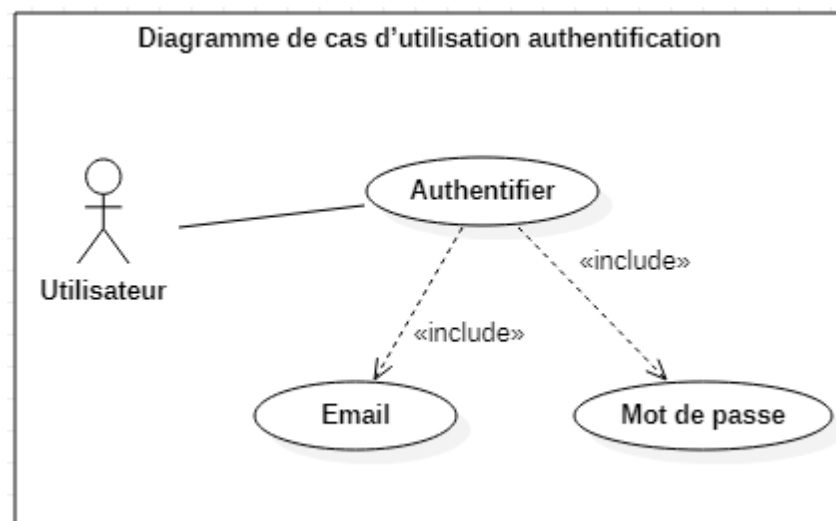 Diagramme de cas d’utilisation authentification
Authentifier
Utilisateur
«include»
«include»
Email
Mot de passe